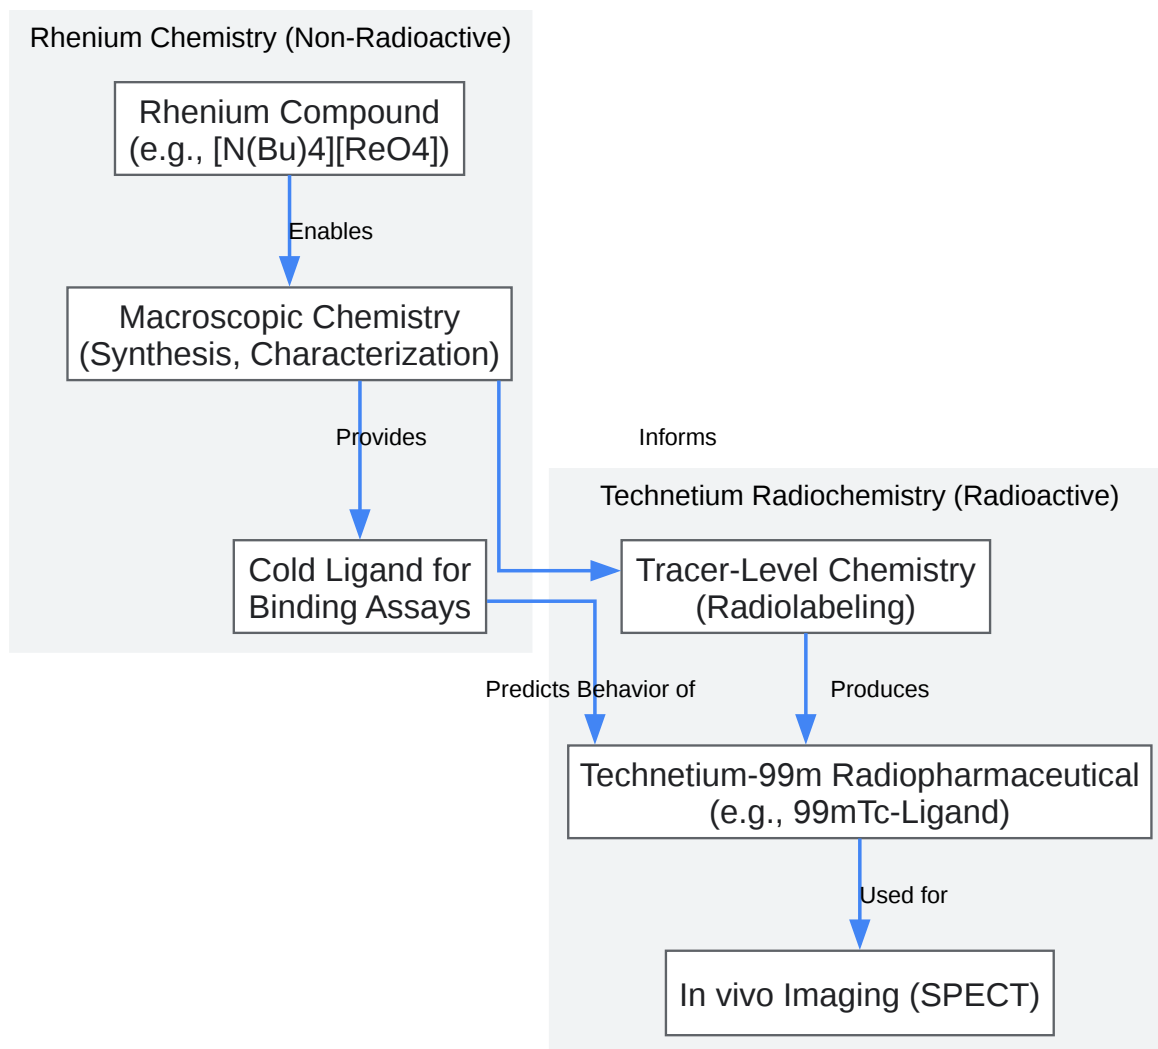 Rhenium Chemistry (Non-Radioactive)
Rhenium Compound
(e.g., [N(Bu)4][ReO4])
Enables
Macroscopic Chemistry
(Synthesis, Characterization)
Provides
Informs
Technetium Radiochemistry (Radioactive)
Cold Ligand for
Binding Assays
Tracer-Level Chemistry
(Radiolabeling)
Predicts Behavior of
Produces
Technetium-99m Radiopharmaceutical
(e.g., 99mTc-Ligand)
Used for
In vivo Imaging (SPECT)